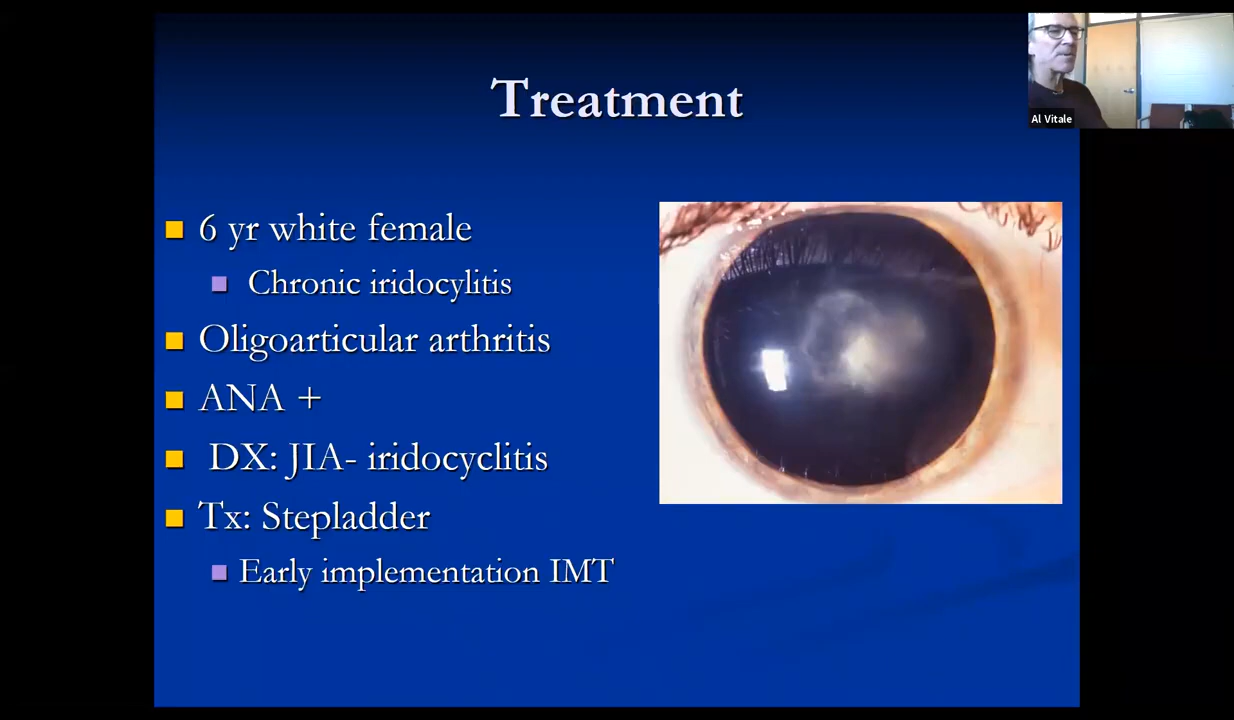 Treatment
Al Vitale
6 yr white female
Chronic iridocylitis
Oligoarticular arthritis
ANA +
DX: JIA- iridocyclitis
Tx: Stepladder
Early implementation IMT